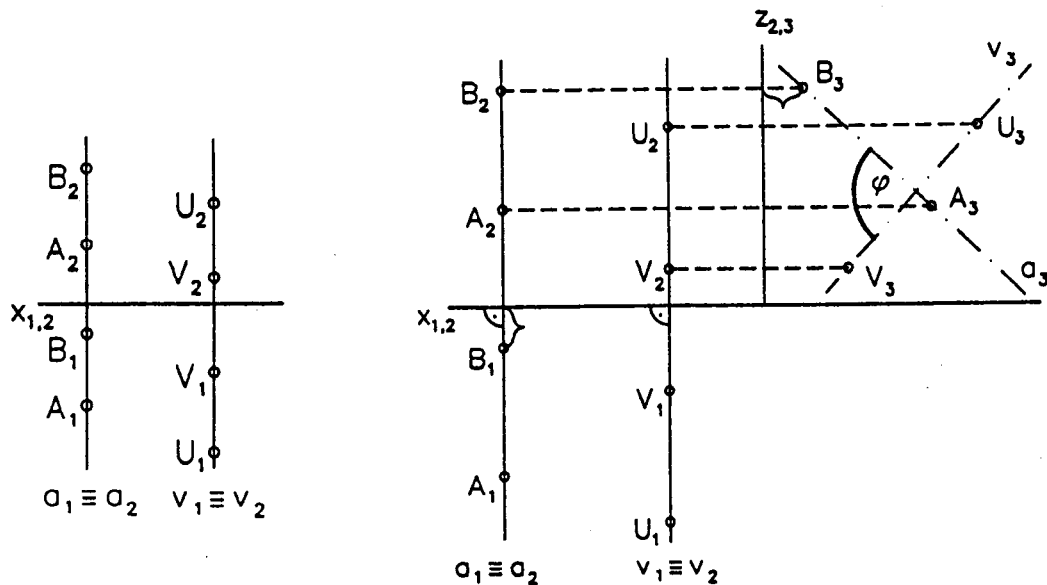 B₂
U₂
A₂
V₂
x₁,₂
B₁
V₁
A₁
U₁
a₁ ≡ a₂
v₁ ≡ v₂
z₂,₃
v₃
B₂
B₃
U₂
U₃
φ
A₂
A₃
V₂
V₃
a₃
x₁,₂
B₁
V₁
A₁
U₁
a₁ ≡ a₂
v₁ ≡ v₂